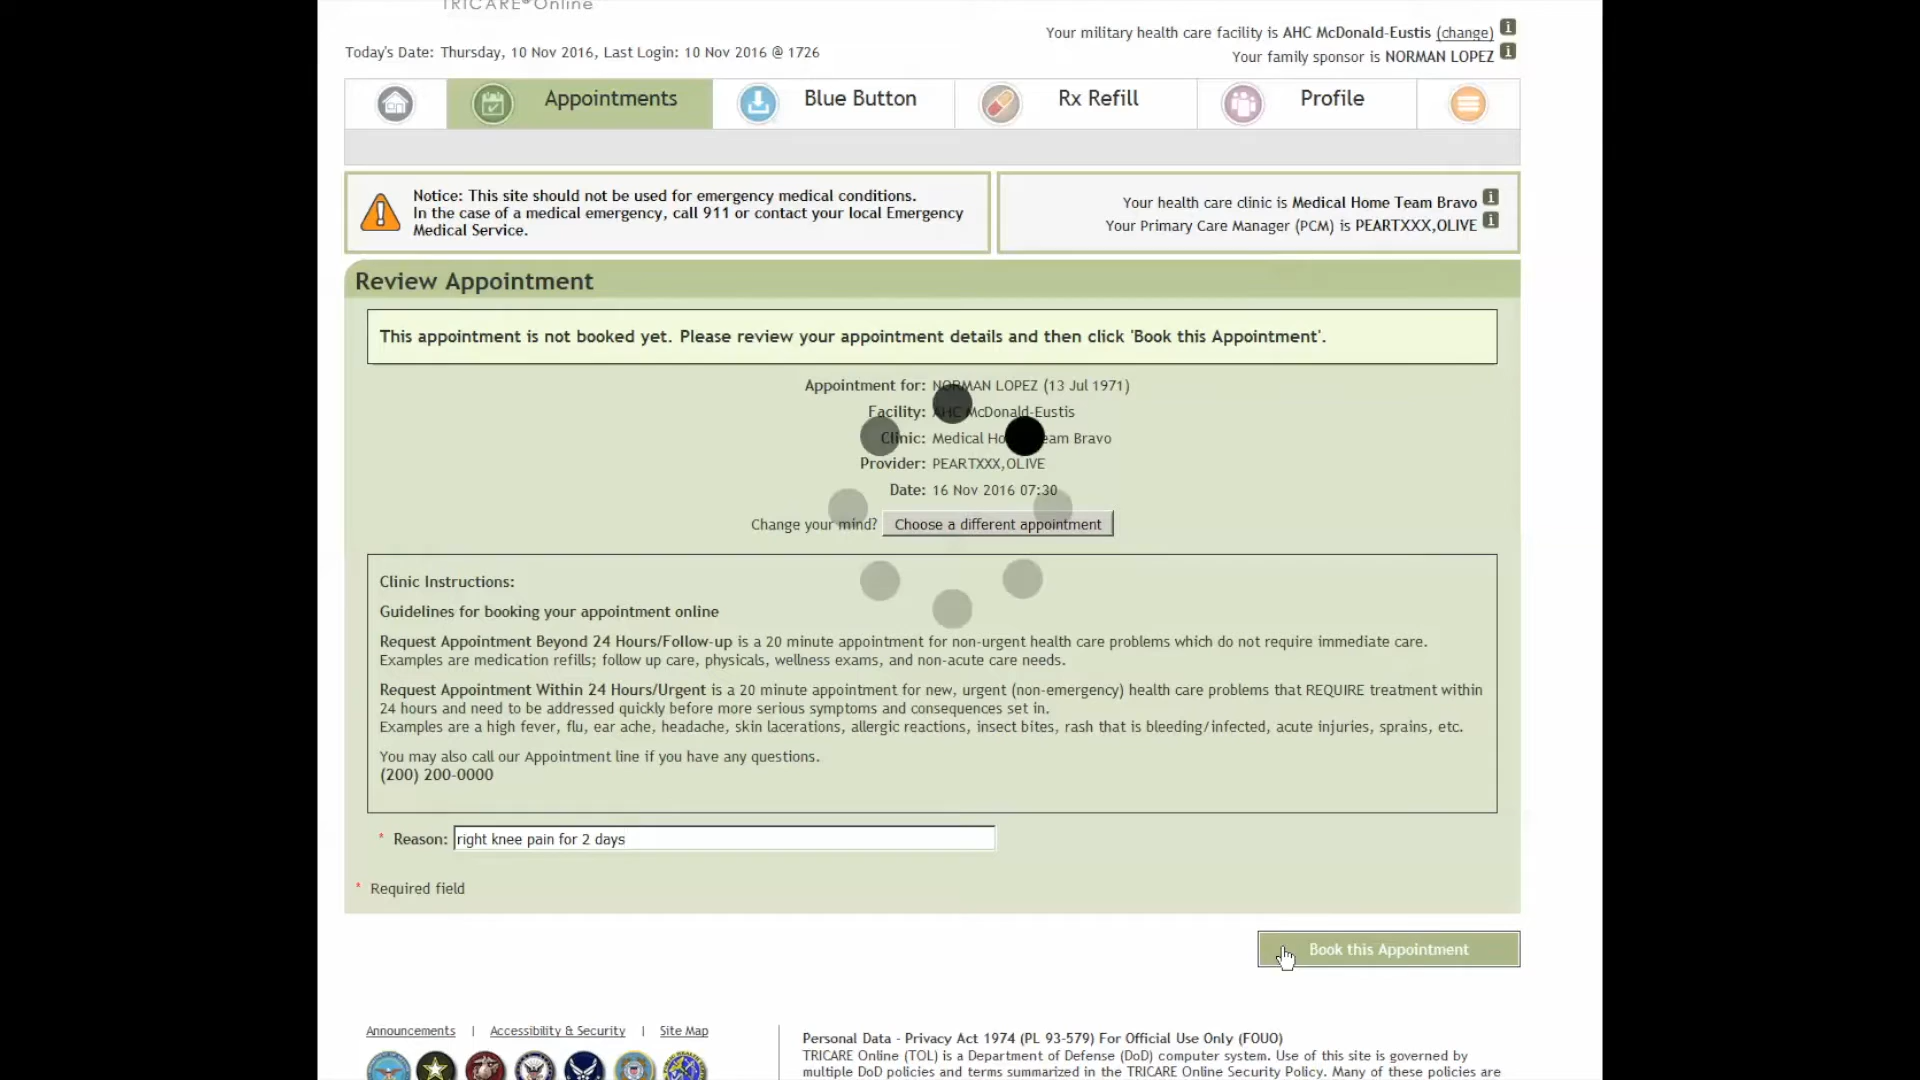 TRICARE® Online
Your military health care facility is AHC McDonald-Eustis (change)
Today's Date: Thursday, 10 Nov 2016, Last Login: 10 Nov 2016 @ 1726
Your family sponsor is NORMAN LOPEZ
Appointments
Blue Button
Rx Refill
Profile
Notice: This site should not be used for emergency medical conditions.
In the case of a medical emergency, call 911 or contact your local Emergency
Medical Service.
Your health care clinic is Medical Home Team Bravo
Your Primary Care Manager (PCM) is PEARTXXX,OLIVE
Review Appointment
This appointment is not booked yet. Please review your appointment details and then click 'Book this Appointment'.
Appointment for: NORMAN LOPEZ (13 Jul 1971)
Facility: AHC McDonald-Eustis
Clinic: Medical Home Team Bravo
Provider: PEARTXXX,OLIVE
Date: 16 Nov 2016 07:30
Change your mind? Choose a different appointment
Clinic Instructions:
Guidelines for booking your appointment online
Request Appointment Beyond 24 Hours/Follow-up is a 20 minute appointment for non-urgent health care problems which do not require immediate care.
Examples are medication refills; follow up care, physicals, wellness exams, and non-acute care needs.
Request Appointment Within 24 Hours/Urgent is a 20 minute appointment for new, urgent (non-emergency) health care problems that REQUIRE treatment within
24 hours and need to be addressed quickly before more serious symptoms and consequences set in.
Examples are a high fever, flu, ear ache, headache, skin lacerations, allergic reactions, insect bites, rash that is bleeding/infected, acute injuries, sprains, etc.
You may also call our Appointment line if you have any questions.
(200) 200-0000
* Reason: right knee pain for 2 days
* Required field
Book this Appointment
Announcements | Accessibility & Security | Site Map
Personal Data - Privacy Act 1974 (PL 93-579) For Official Use Only (FOUO)
TRICARE Online (TOL) is a Department of Defense (DoD) computer system. Use of this site is governed by
multiple DoD policies and terms summarized in the TRICARE Online Security Policy. Many of these policies are